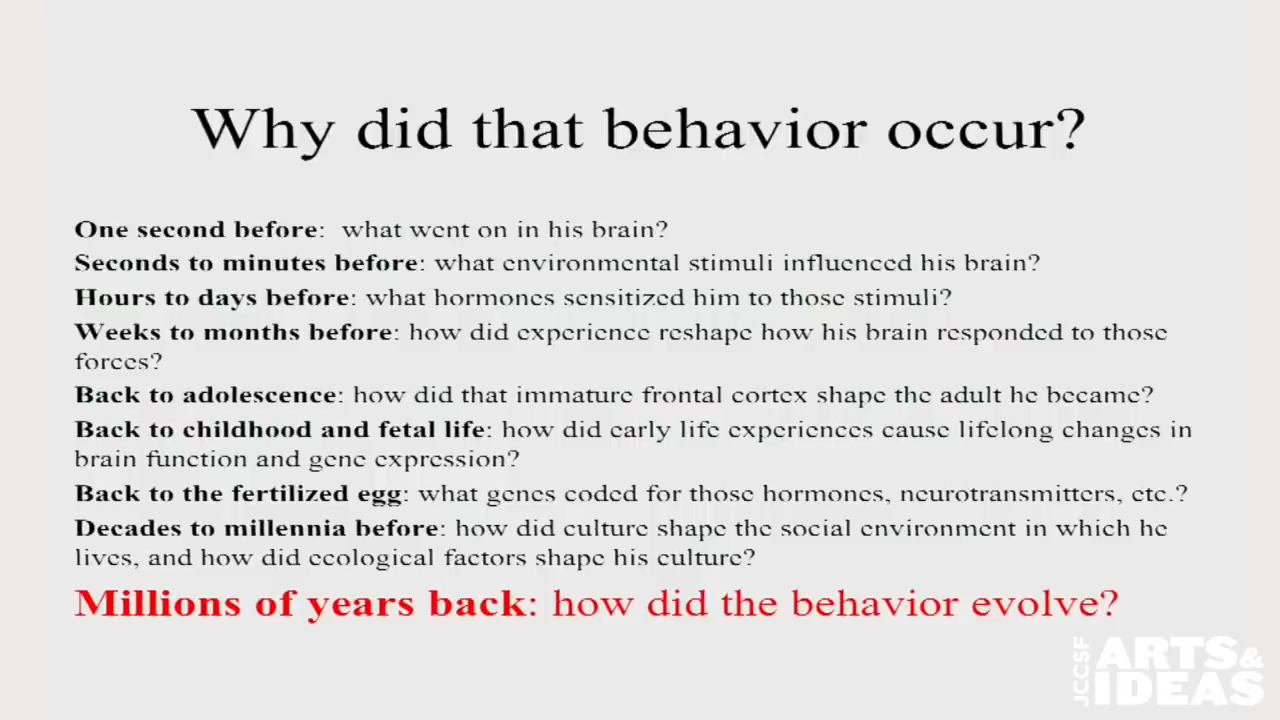 Why did that behavior occur?
One second before:  what went on in his brain?
Seconds to minutes before: what environmental stimuli influenced his brain?
Hours to days before: what hormones sensitized him to those stimuli?
Weeks to months before: how did experience reshape how his brain responded to those
forces?
Back to adolescence: how did that immature frontal cortex shape the adult he became?
Back to childhood and fetal life: how did early life experiences cause lifelong changes in
brain function and gene expression?
Back to the fertilized egg: what genes coded for those hormones, neurotransmitters, etc.?
Decades to millennia before: how did culture shape the social environment in which he
lives, and how did ecological factors shape his culture?
Millions of years back: how did the behavior evolve?
JCCSF
ARTS&
IDEAS